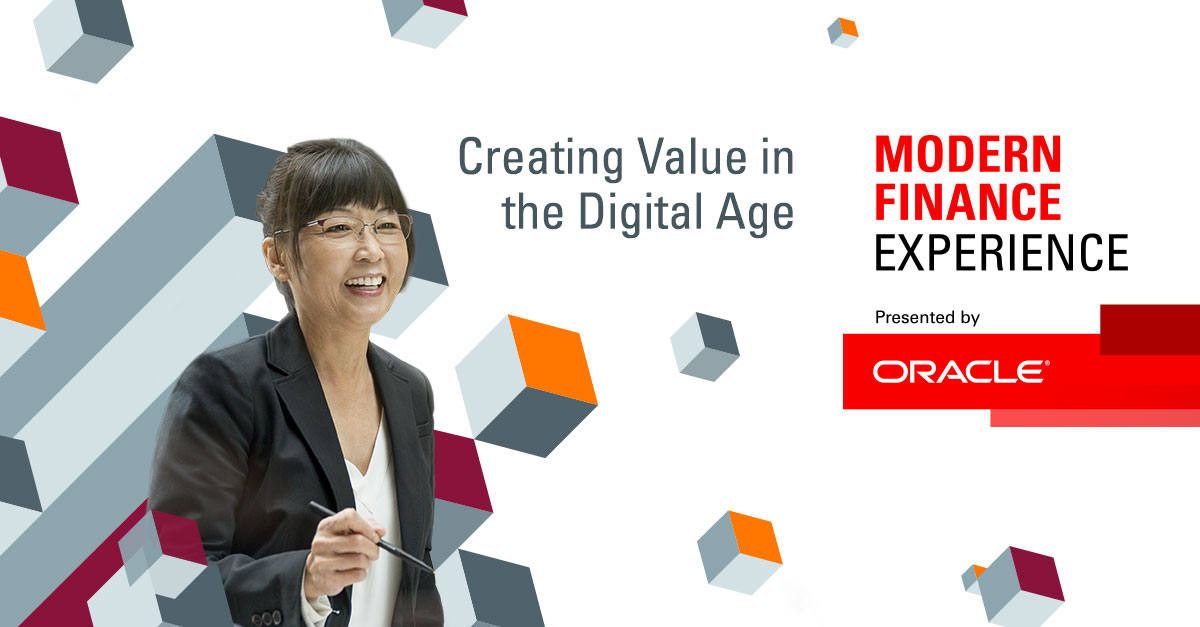 Creating Value in
the Digital Age
MODERN
FINANCE
EXPERIENCE
Presented by
ORACLE®